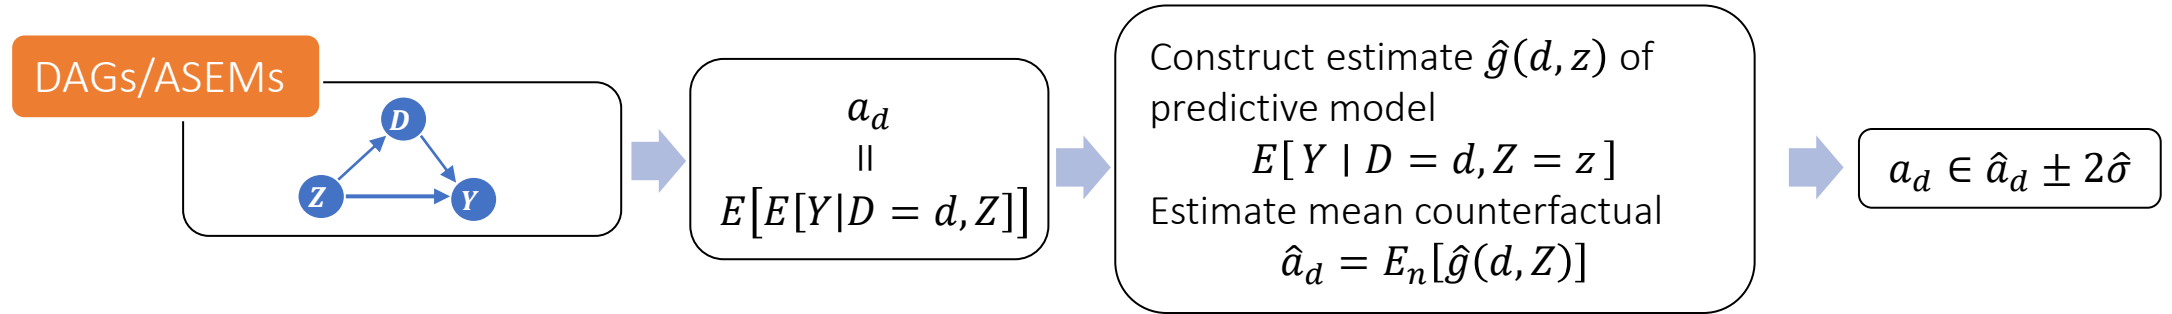 DAGs/ASEMs
D
Z
Y
a_d
=
E[E[Y|D = d, Z]]
Construct estimate ĝ(d, z) of
predictive model
E[ Y | D = d, Z = z ]
Estimate mean counterfactual
â_d = E_n[ĝ(d, Z)]
a_d ∈ â_d ± 2σ̂